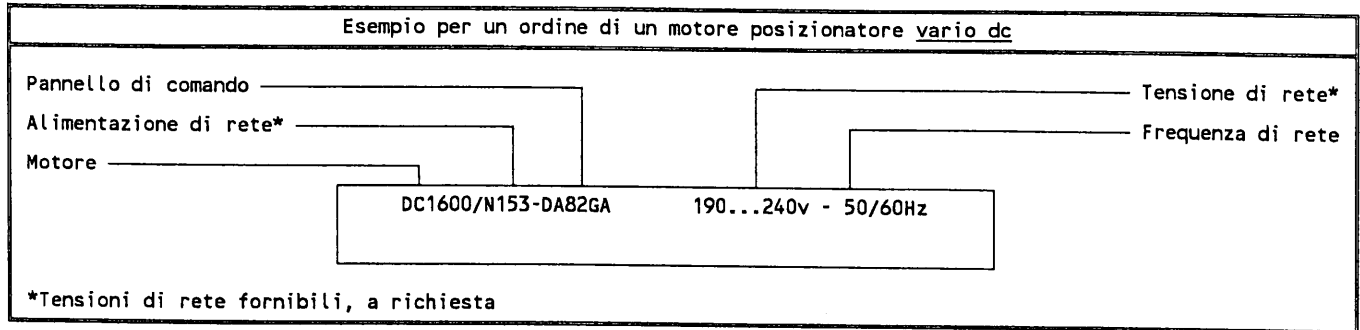 Esempio per un ordine di un motore posizionatore vario dc
Pannello di comando
Tensione di rete*
Alimentazione di rete*
Frequenza di rete
Motore
DC1600/N153-DA82GA 190...240v - 50/60Hz
*Tensioni di rete fornibili, a richiesta